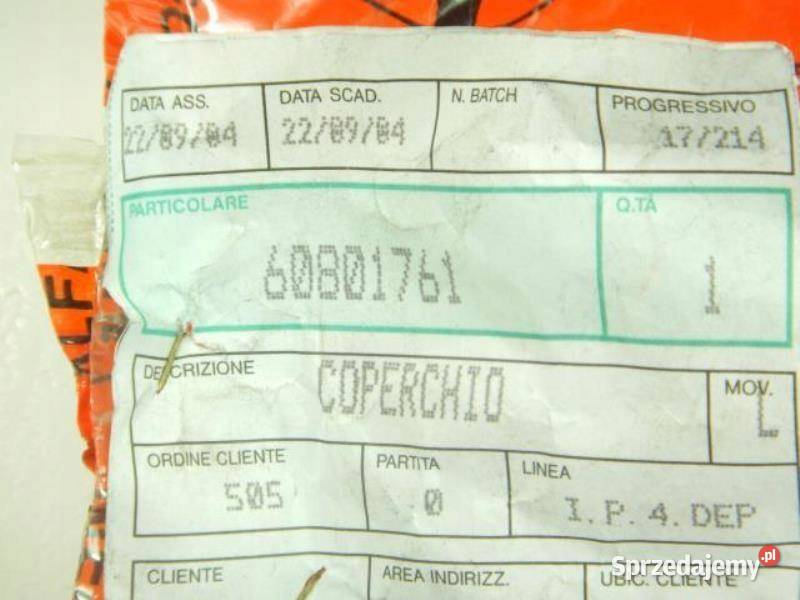 DATA ASS. DATA SCAD. N. BATCH PROGRESSIVO
22/09/04 22/09/04 17/214
PARTICOLARE Q.TA
60801761 1
DESCRIZIONE COPERCHIO MOV.
L
ORDINE CLIENTE PARTITA LINEA
505 0 I.P.4.DEP
CLIENTE AREA INDIRIZZ. UBIC. CLIENTE
ALFA
Sprzedajemy.pl